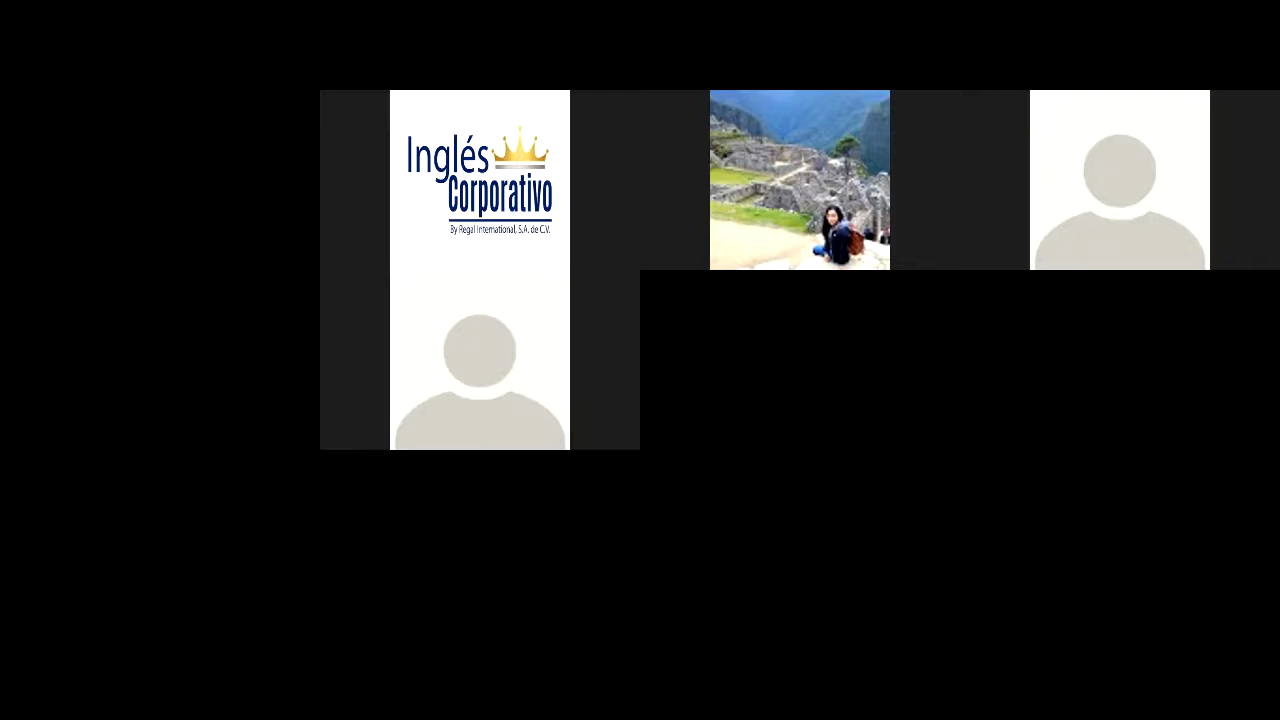 Inglés
Corporativo
By Regal International, S.A. de C.V.